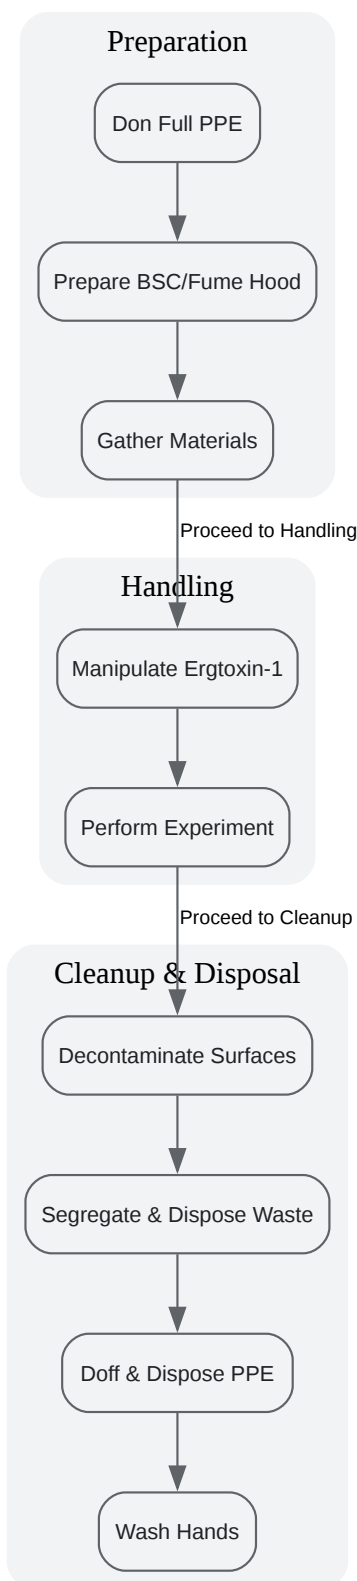 Preparation
Don Full PPE
Prepare BSC/Fume Hood
Gather Materials
Proceed to Handling
Handling
Manipulate Ergtoxin-1
Perform Experiment
Proceed to Cleanup
Cleanup & Disposal
Decontaminate Surfaces
Segregate & Dispose Waste
Doff & Dispose PPE
Wash Hands